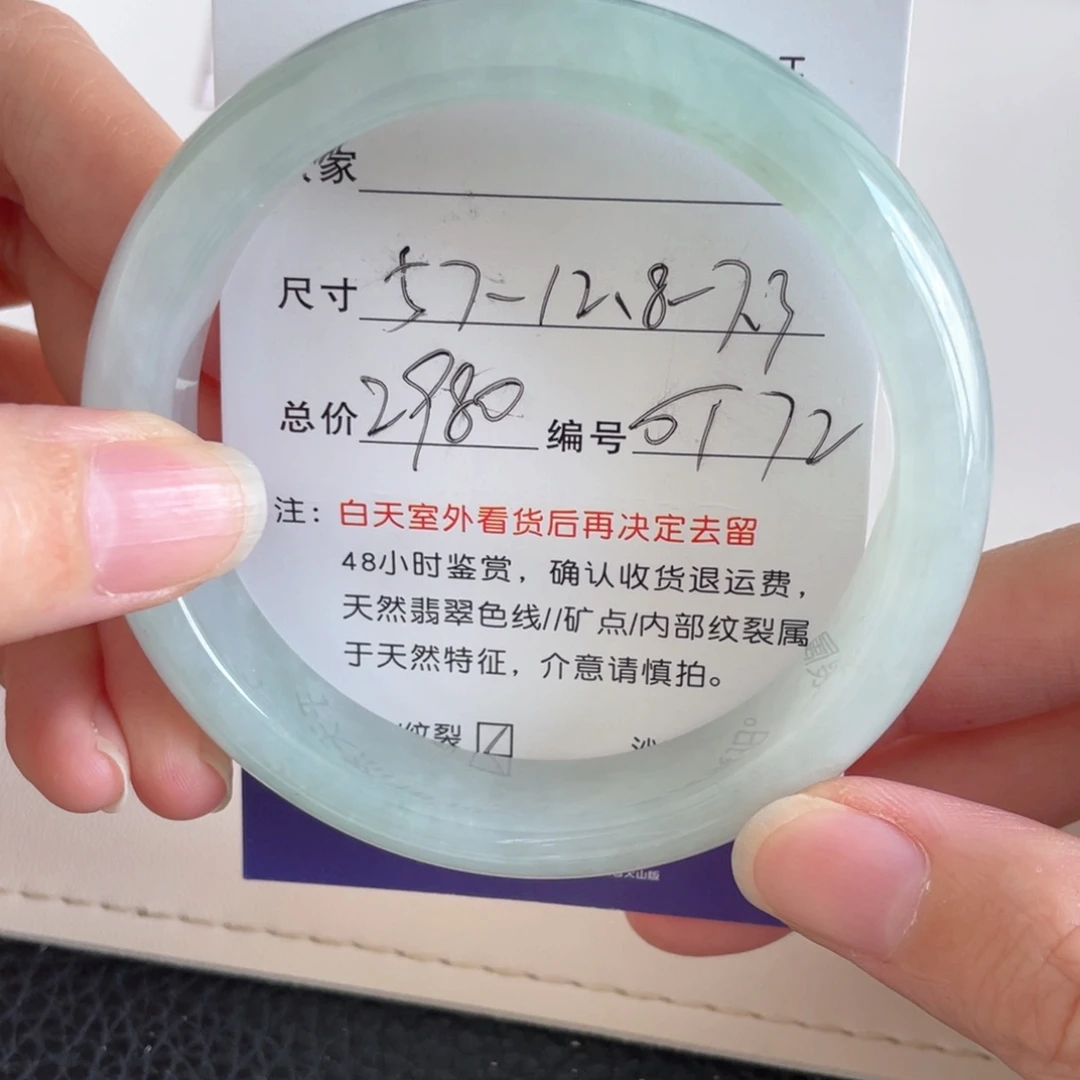 家
尺寸 57-12.8-7.3
总价 2980 编号 6172
注：白天室外看货后再决定去留
48小时鉴赏，确认收货退运费，
天然翡翠色线//矿点/内部纹裂属
于天然特征，介意请慎拍。
/纹裂